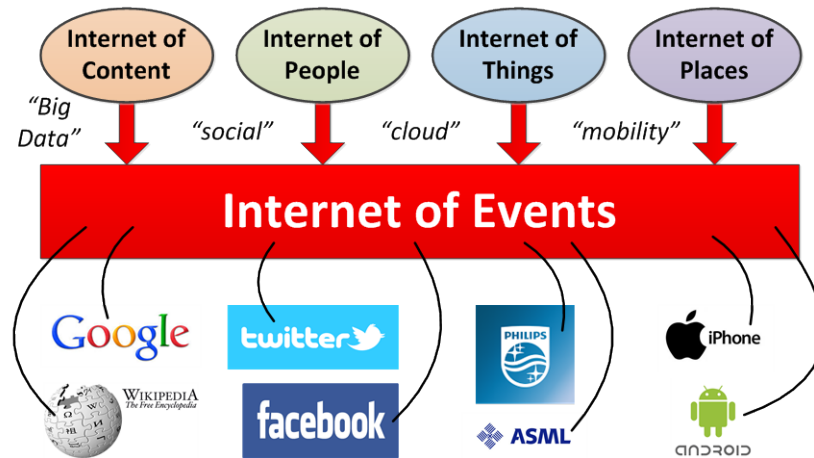 Internet of
Content
Internet of
People
Internet of
Things
Internet of
Places
“Big
Data”
“social”
“cloud”
“mobility”
Internet of Events
Google
twitter
PHILIPS
iPhone
WIKIPEDIA
The Free Encyclopedia
facebook
ASML
ANDROID